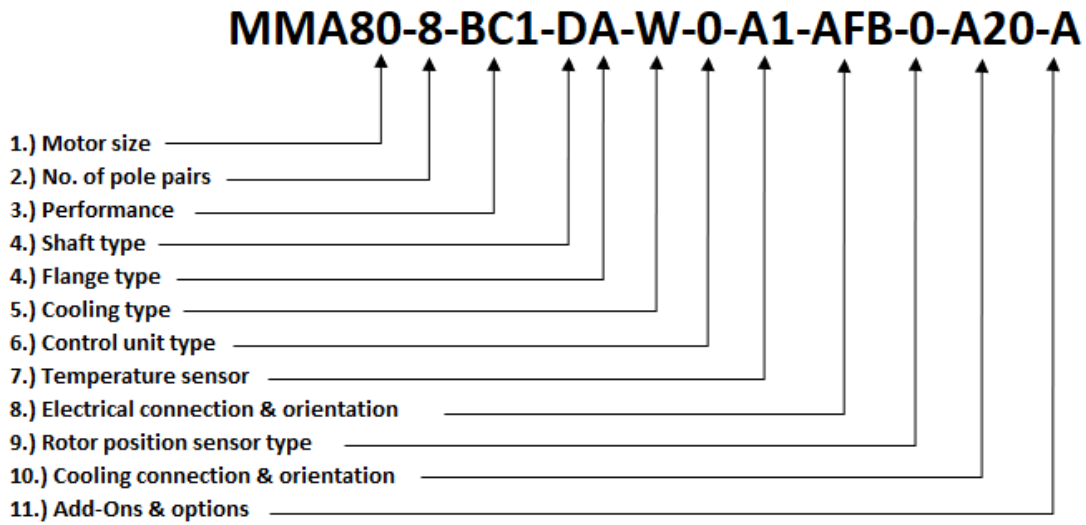 MMA80-8-BC1-DA-W-0-A1-AFB-0-A20-A
1.) Motor size
2.) No. of pole pairs
3.) Performance
4.) Shaft type
4.) Flange type
5.) Cooling type
6.) Control unit type
7.) Temperature sensor
8.) Electrical connection & orientation
9.) Rotor position sensor type
10.) Cooling connection & orientation
11.) Add-Ons & options